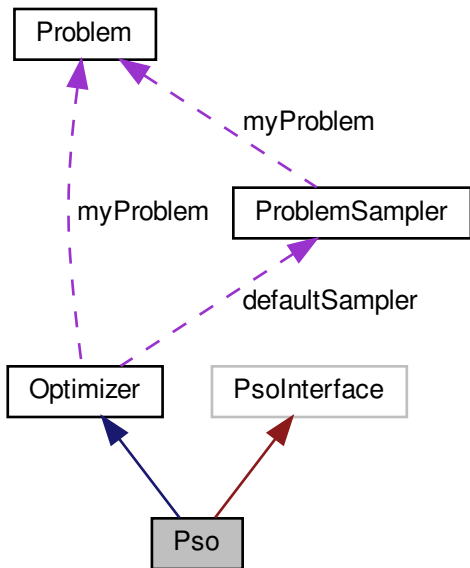 Problem
myProblem
myProblem
ProblemSampler
defaultSampler
Optimizer
PsoInterface
Pso